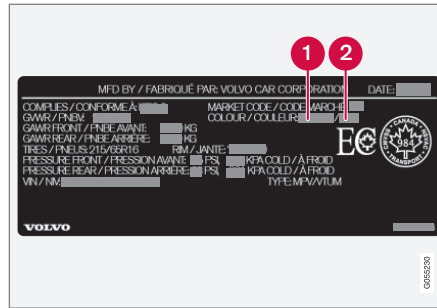 1 2
MFD BY / FABRIQUÉ PAR: VOLVO CAR CORPORATION DATE:
COMPLIES / CONFORME À: MARKET CODE / CODE MARCHÉ
GVWR / PNBV: COLOUR / COULEUR: /
GAWR FRONT / PNBE AVANT: KG
GAWR REAR / PNBE ARRIÈRE: KG
TIRES / PNEUS: 215/65R16 RIM / JANTE:
PRESSURE FRONT / PRESSION AVANT: PSI, KPA COLD / À FROID
PRESSURE REAR / PRESSION ARRIÈRE: PSI, KPA COLD / À FROID
VIN / NIV: TYPE: MPV/VTUM
CANADA
984
TRANSPORT
VOLVO
G055230